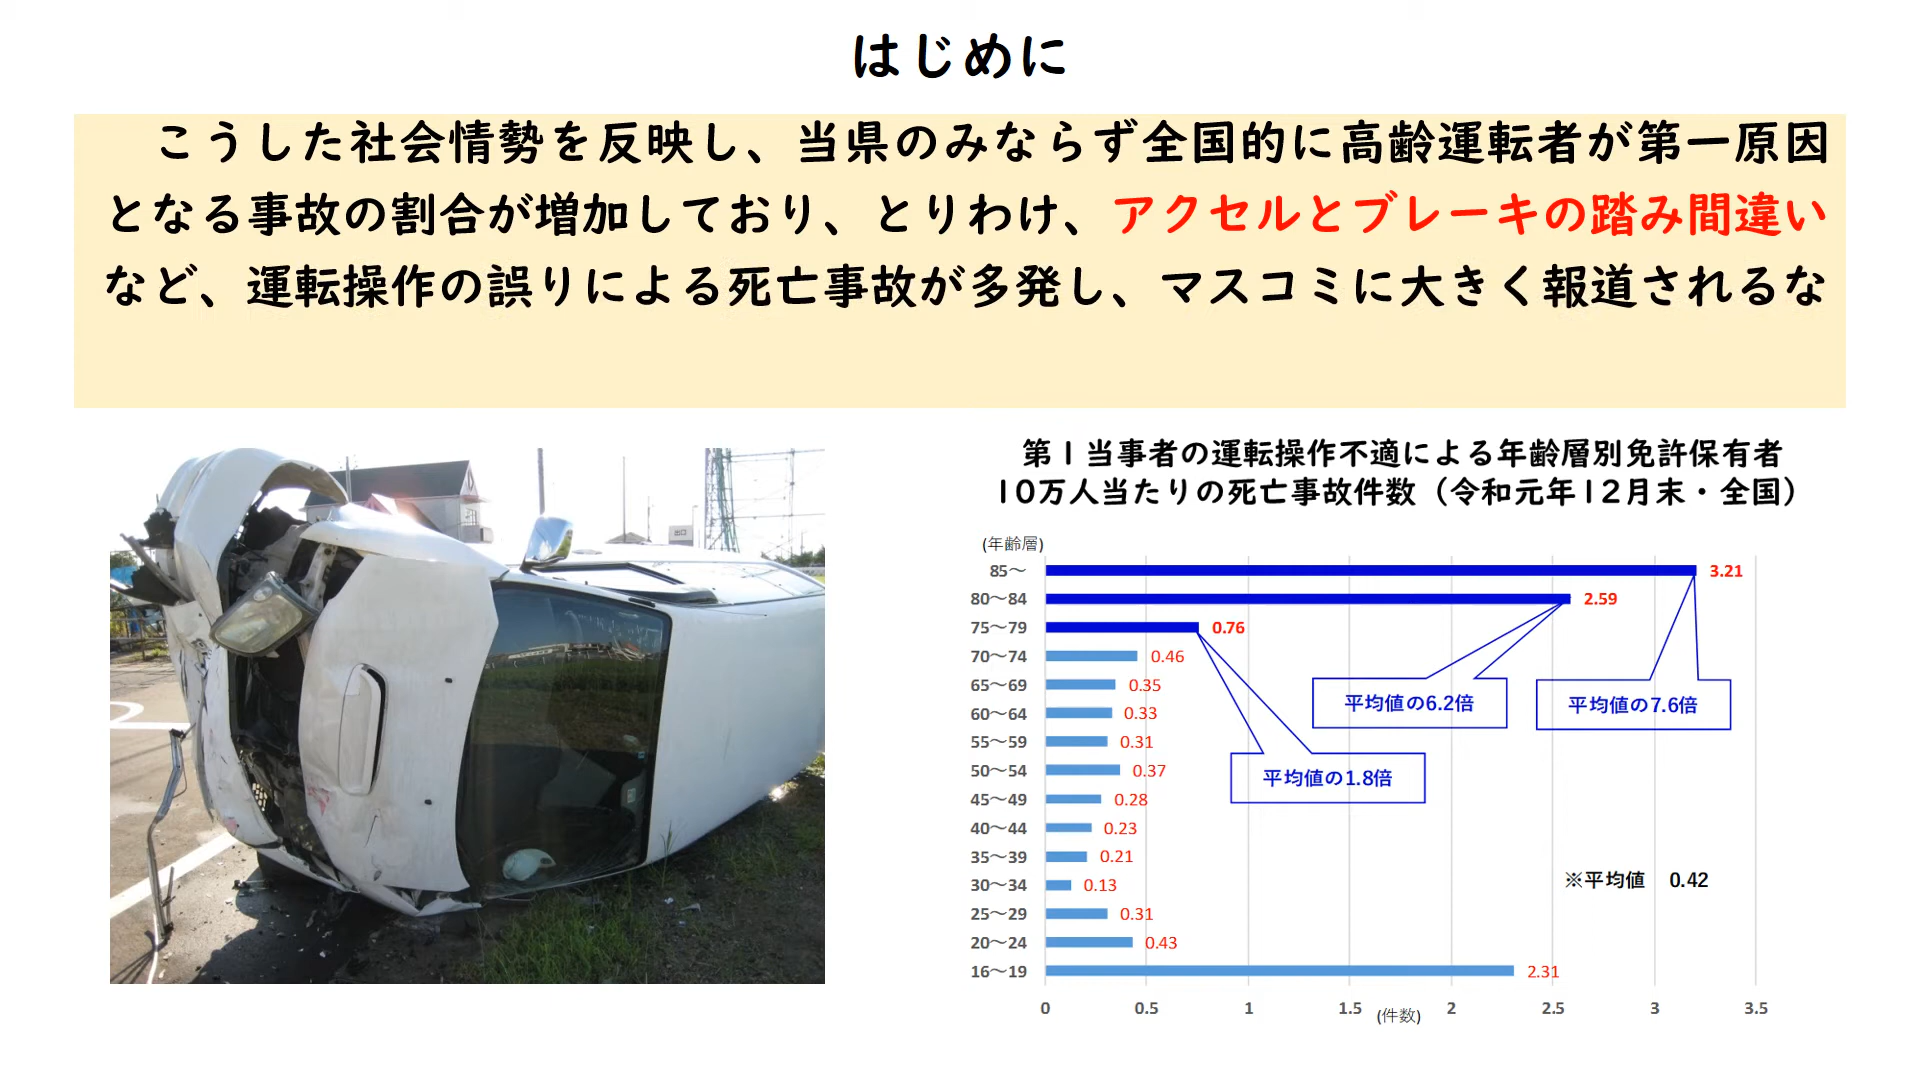 はじめに
こうした社会情勢を反映し、当県のみならず全国的に高齢運転者が第一原因
となる事故の割合が増加しており、とりわけ、アクセルとブレーキの踏み間違い
など、運転操作の誤りによる死亡事故が多発し、マスコミに大きく報道されるな
出口
第1当事者の運転操作不適による年齢層別免許保有者
10万人当たりの死亡事故件数（令和元年12月末・全国）
(年齢層)
85～ 3.21
80～84 2.59
75～79 0.76
70～74 0.46
65～69 0.35
60～64 0.33
55～59 0.31
50～54 0.37
45～49 0.28
40～44 0.23
35～39 0.21
30～34 0.13
25～29 0.31
20～24 0.43
16～19 2.31
平均値の6.2倍
平均値の7.6倍
平均値の1.8倍
※平均値 0.42
0 0.5 1 1.5 2 2.5 3 3.5
(件数)